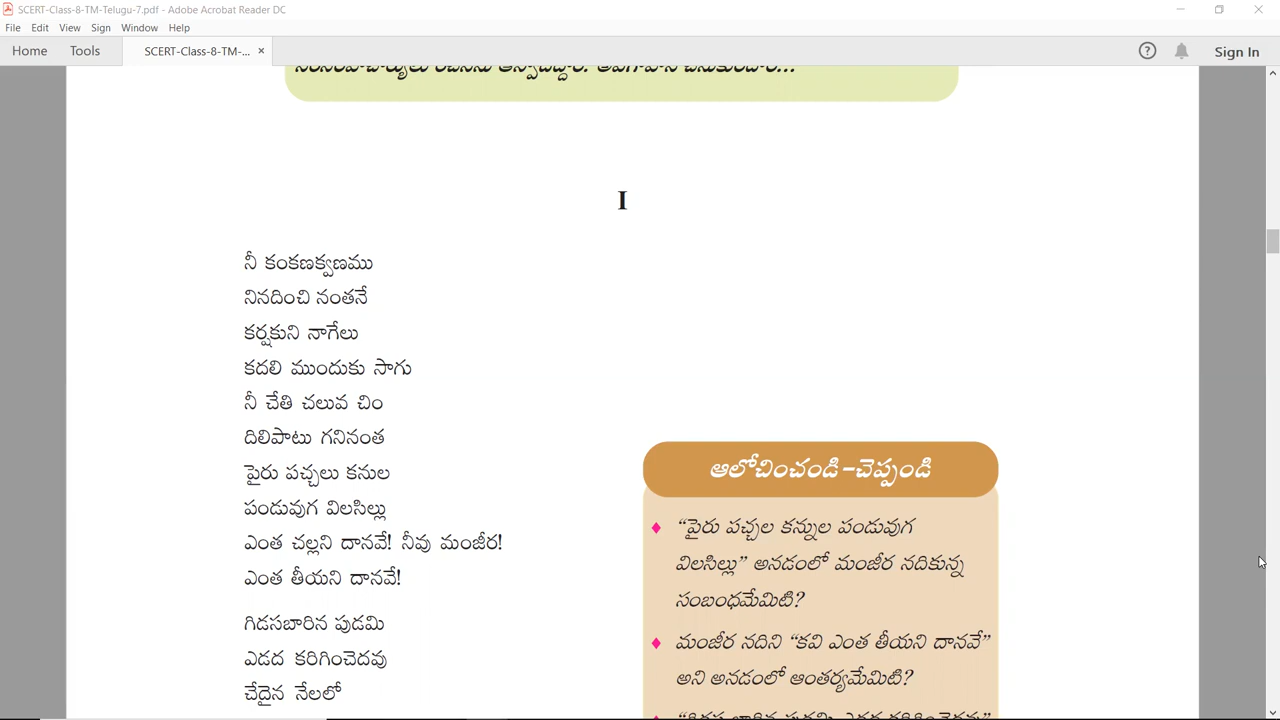 SCERT-Class-8-TM-Telugu-7.pdf - Adobe Acrobat Reader DC
File Edit View Sign Window Help
Home Tools SCERT-Class-8-TM-... × Sign In
I
నీ కంకణక్వణము
నినదించి నంతనే
కర్షకుని నాగేలు
కదలి ముందుకు సాగు
నీ చేతి చలువ చిం
దిలిపాటు గనినంత
పైరు పచ్చలు కనుల
పండువుగ విలసిల్లు
ఎంత చల్లని దానవే! నీవు మంజీర!
ఎంత తీయని దానవే!
గిడసబారిన పుడమి
ఎడద కరిగించెదవు
చేదైన నేలలో
ఆలోచించండి-చెప్పండి
♦ “పైరు పచ్చల కన్నుల పండువుగ
విలసిల్లు” అనడంలో మంజీర నదికున్న
సంబంధమేమిటి?
♦ మంజీర నదిని “కవి ఎంత తీయని దానవే”
అని అనడంలో ఆంతర్యమేమిటి?